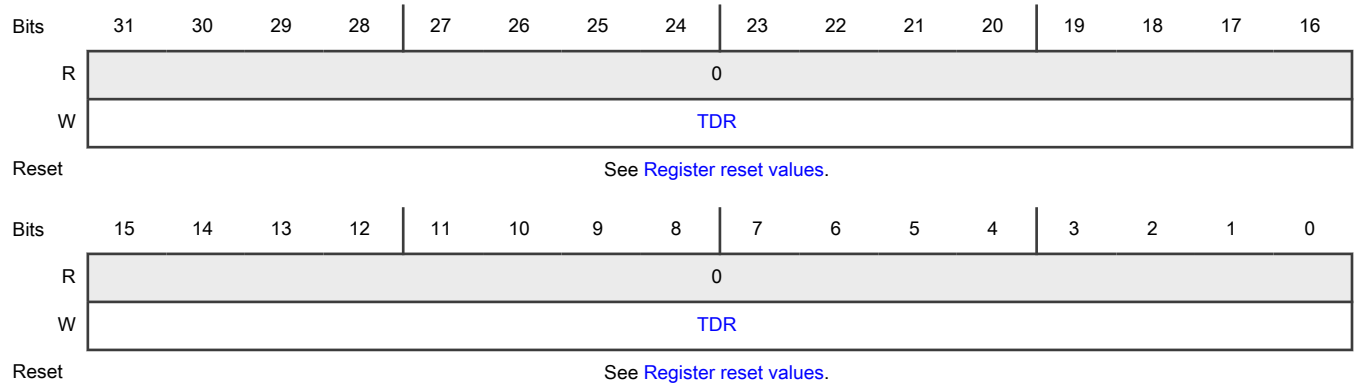 Bits 31 30 29 28 27 26 25 24 23 22 21 20 19 18 17 16
R 0
W TDR
Reset See Register reset values.
Bits 15 14 13 12 11 10 9 8 7 6 5 4 3 2 1 0
R 0
W TDR
Reset See Register reset values.